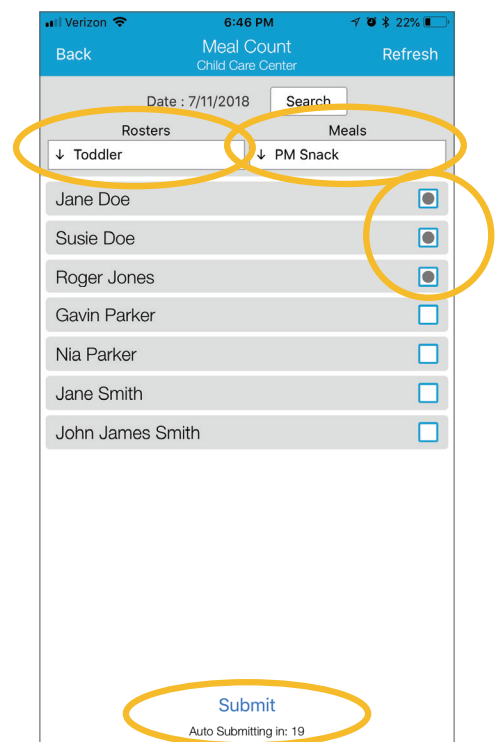 Verizon 6:46 PM 22%
Back Meal Count Refresh
Child Care Center
Date : 7/11/2018 Search
Rosters Meals
↓ Toddler ↓ PM Snack
Jane Doe
Susie Doe
Roger Jones
Gavin Parker
Nia Parker
Jane Smith
John James Smith
Submit
Auto Submitting in: 19